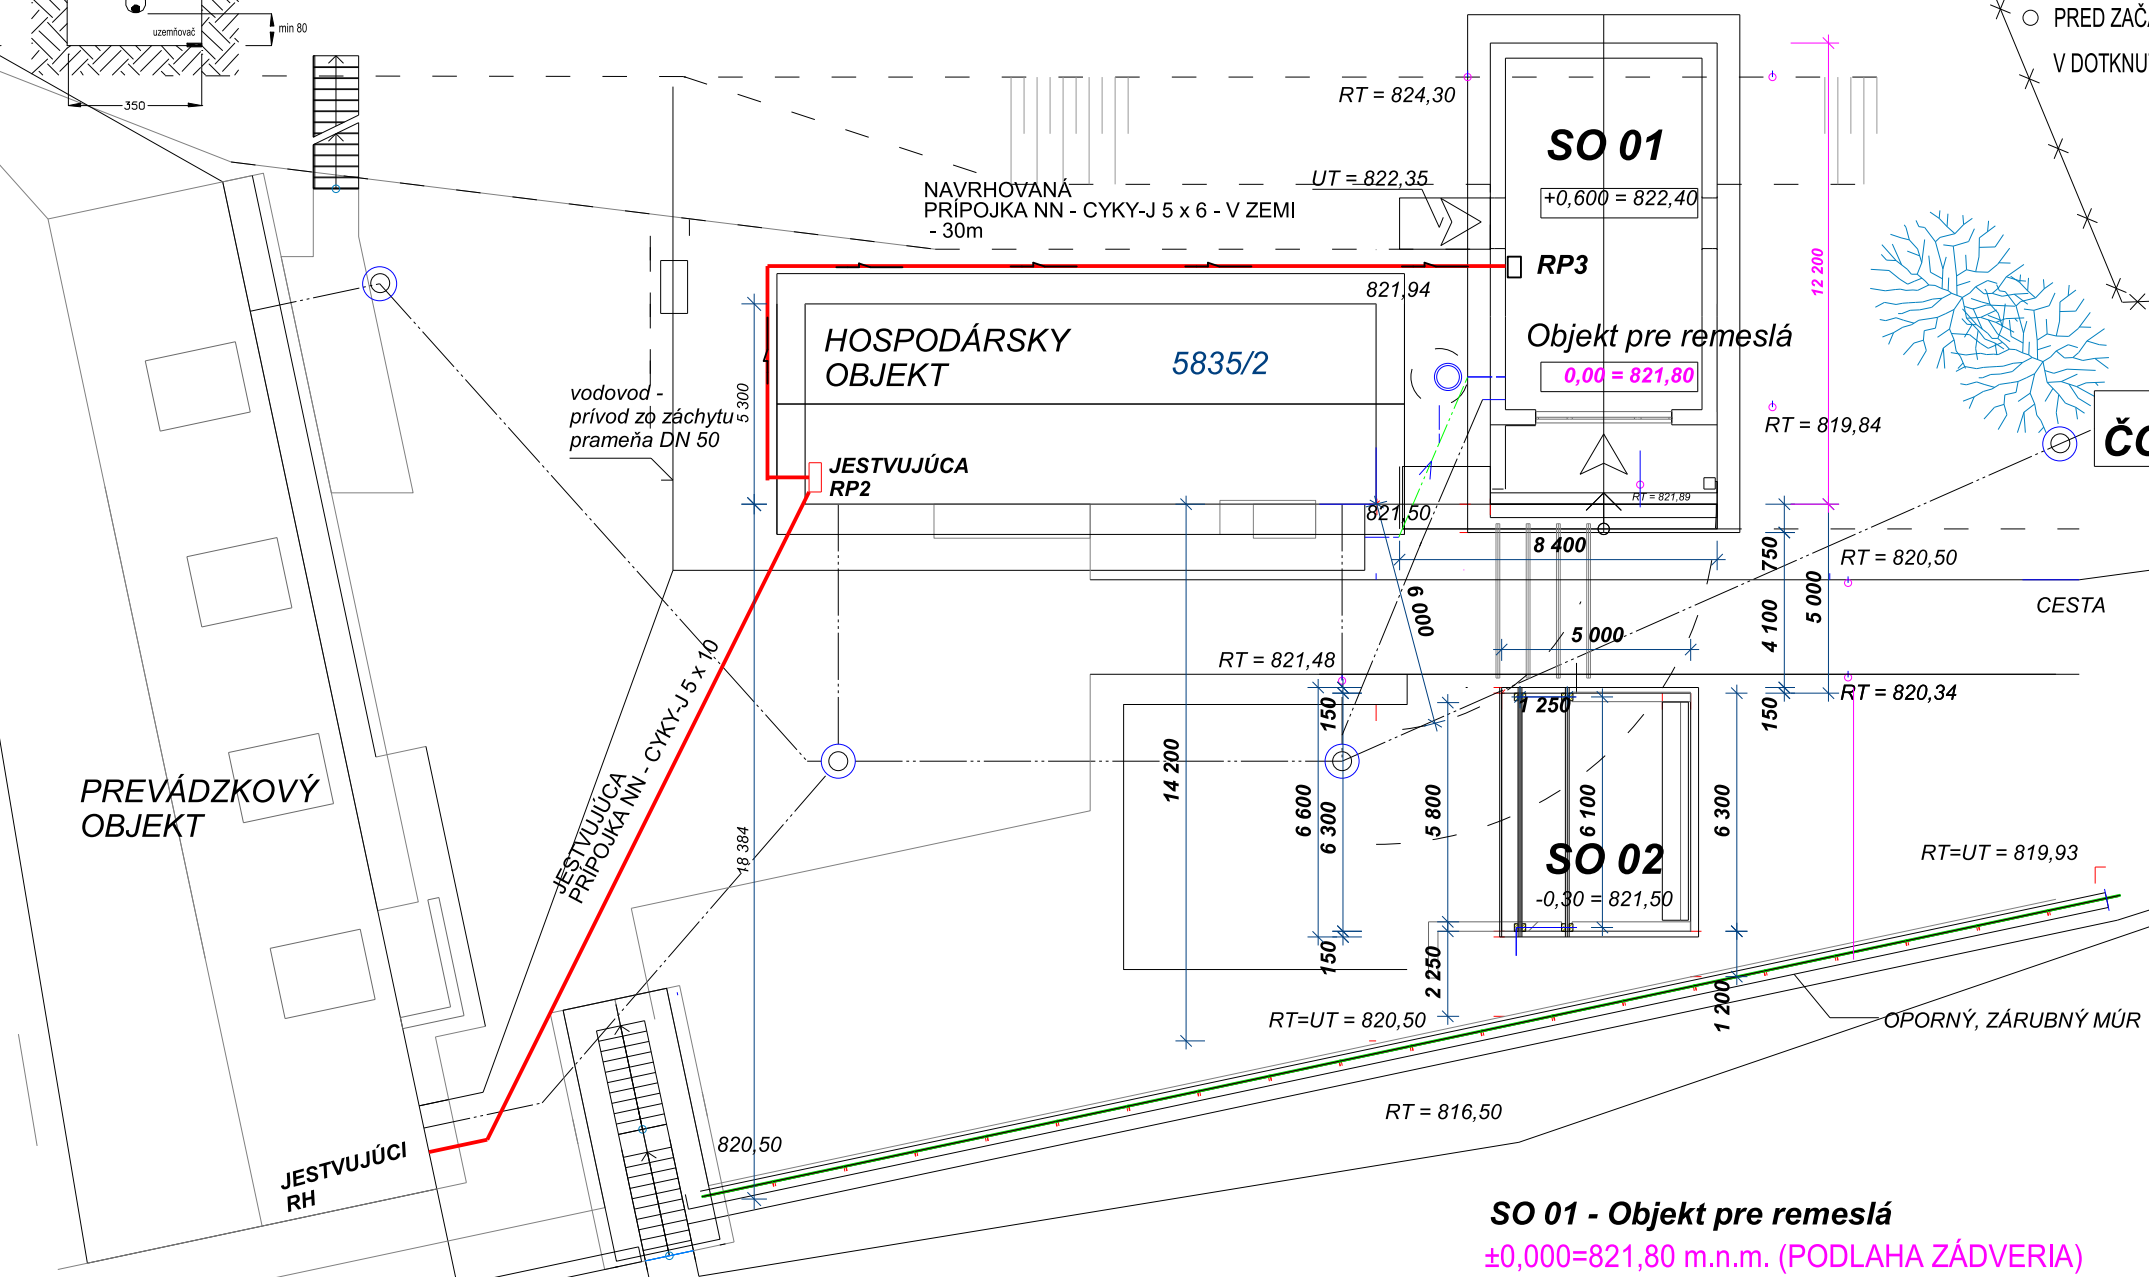 uzemňovač
min 80
350
PRED
V
RT = 824,30
SO 01
UT = 822,35
+0,600 = 822,40
NAVRHOVANÁ
PRÍPOJKA NN - CYKY-J 5 x 6 - V ZEMI
- 30m
RP3
12 200
821,94
HOSPODÁRSKY
OBJEKT
5835/2
Objekt pre remeslá
0,00 = 821,80
5 300
vodovod -
prívod zo záchytu
prameňa DN 50
RT = 819,84
JESTVUJÚCA
RP2
RT = 821,89
821,50
8 400
750
RT = 820,50
5 000
4 100
CESTA
6 000
5 000
RT = 821,48
RT = 820,34
150
1 250
150
JESTVUJÚCA
PRÍPOJKA NN - CYKY-J 5 x 10
14 200
PREVÁDZKOVÝ
OBJEKT
6 600
6 300
5 800
6 100
6 300
18 384
SO 02
-0,30 = 821,50
RT=UT = 819,93
150
2 250
1 200
RT=UT = 820,50
OPORNÝ, ZÁRUBNÝ MÚR
RT = 816,50
820,50
JESTVUJÚCI
RH
SO 01 - Objekt pre remeslá
±0,000=821,80 m.n.m. (PODLAHA ZÁDVERIA)